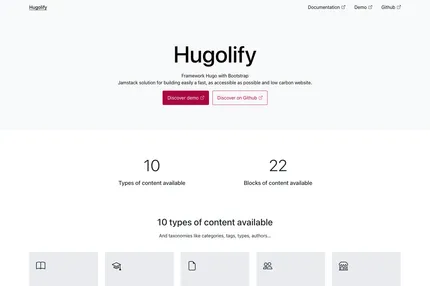 Hugolify
Documentation Demo Github
Hugolify
Framework Hugo with Bootstrap
Jamstack solution for building easily a fast, as accessible as possible and low carbon website.
Discover demo Discover on Github
10 22
Types of content available Blocks of content available
10 types of content available
And taxonomies like categories, tags, types, authors...